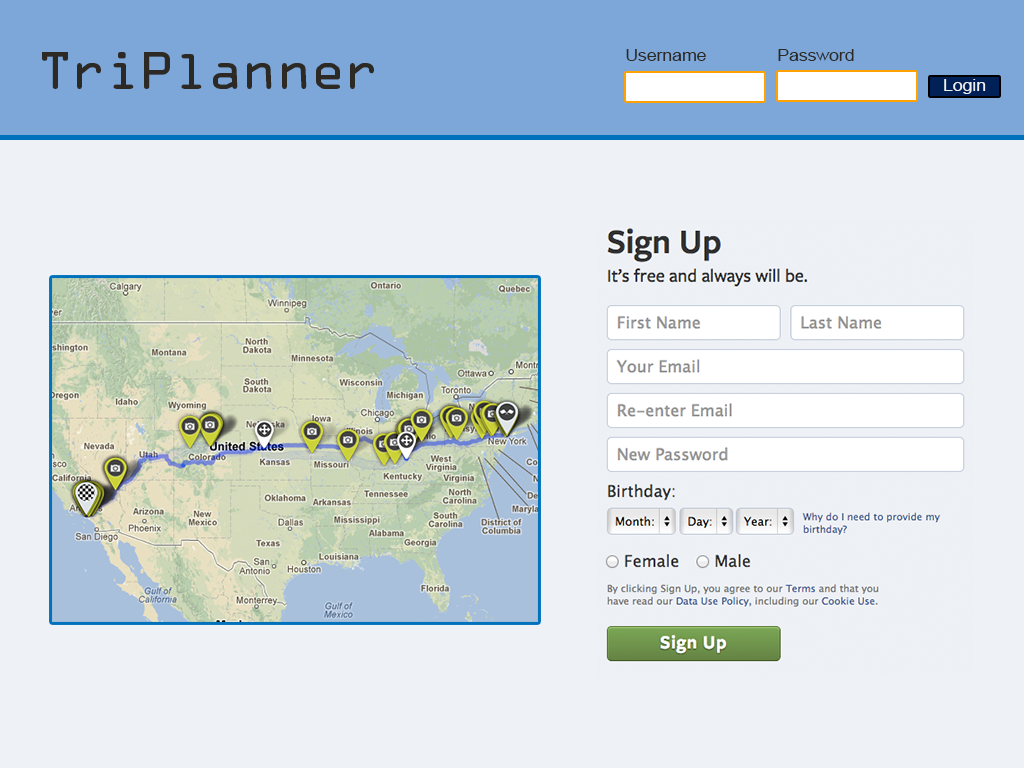 TriPlanner
Username
Password
Login
Sign Up
It's free and always will be.
First Name
Last Name
Your Email
Re-enter Email
New Password
Birthday:
Month:
Day:
Year:
Why do I need to provide my
birthday?
Female
Male
By clicking Sign Up, you agree to our Terms and that you
have read our Data Use Policy, including our Cookie Use.
Sign Up
Calgary
Ontario
Quebec
Winnipeg
Montana
North
Dakota
Minnesota
Ottawa
South
Dakota
Wisconsin
Michigan
Toronto
Idaho
Wyoming
Iowa
Chicago
Nevada
Utah
United States
New York
Colorado
Kansas
Missouri
West
Virginia
Kentucky
Virginia
California
Oklahoma
Arkansas
Tennessee
North
Carolina
Arizona
New
Mexico
Phoenix
San Diego
Dallas
Mississippi
South
Carolina
Alabama
District of
Columbia
Texas
Georgia
Louisiana
San
Antonio
Houston
Gulf of
California
Monterrey
Gulf of
Mexico
Florida